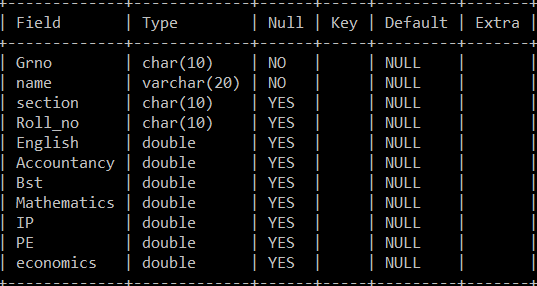 +-------------+-------------+------+-----+---------+-------+
| Field       | Type        | Null | Key | Default | Extra |
+-------------+-------------+------+-----+---------+-------+
| Grno        | char(10)    | NO   |     | NULL    |       |
| name        | varchar(20) | NO   |     | NULL    |       |
| section     | char(10)    | YES  |     | NULL    |       |
| Roll_no     | char(10)    | YES  |     | NULL    |       |
| English     | double      | YES  |     | NULL    |       |
| Accountancy | double      | YES  |     | NULL    |       |
| Bst         | double      | YES  |     | NULL    |       |
| Mathematics | double      | YES  |     | NULL    |       |
| IP          | double      | YES  |     | NULL    |       |
| PE          | double      | YES  |     | NULL    |       |
| economics   | double      | YES  |     | NULL    |       |
+-------------+-------------+------+-----+---------+-------+